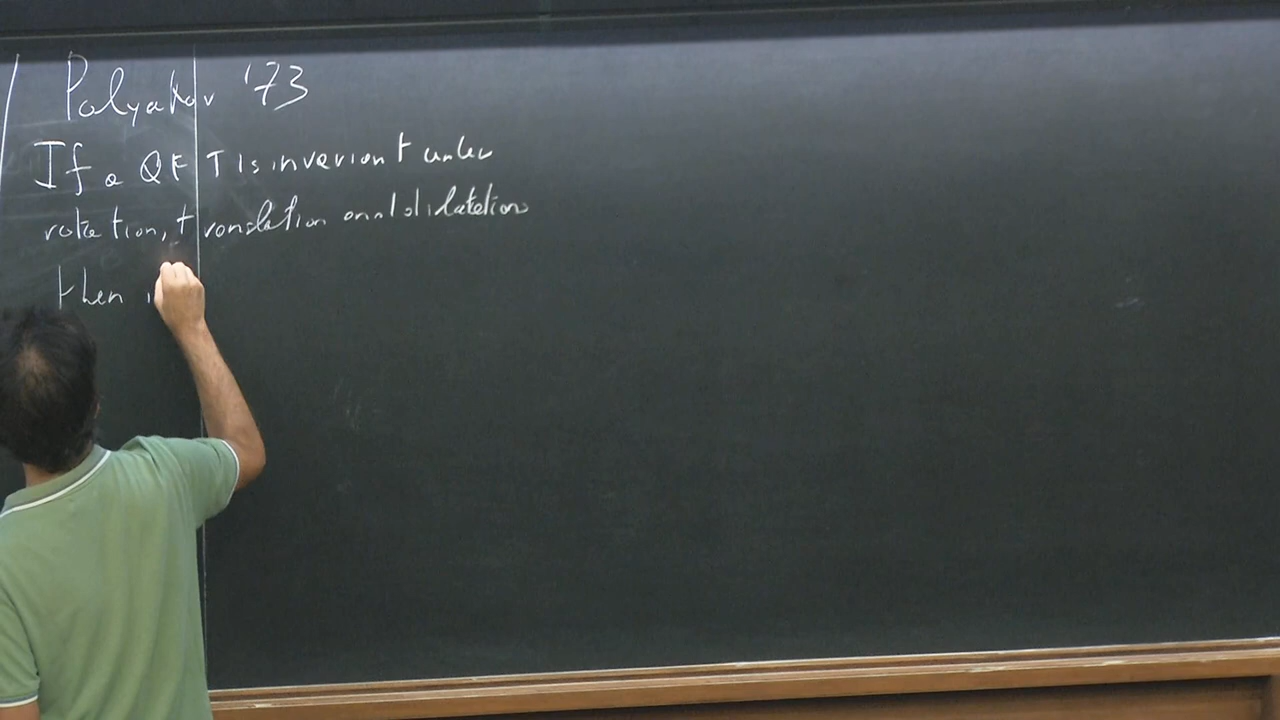 Polyakov '73
If a QFT is invariant under
rotation, translation and dilatations
then i